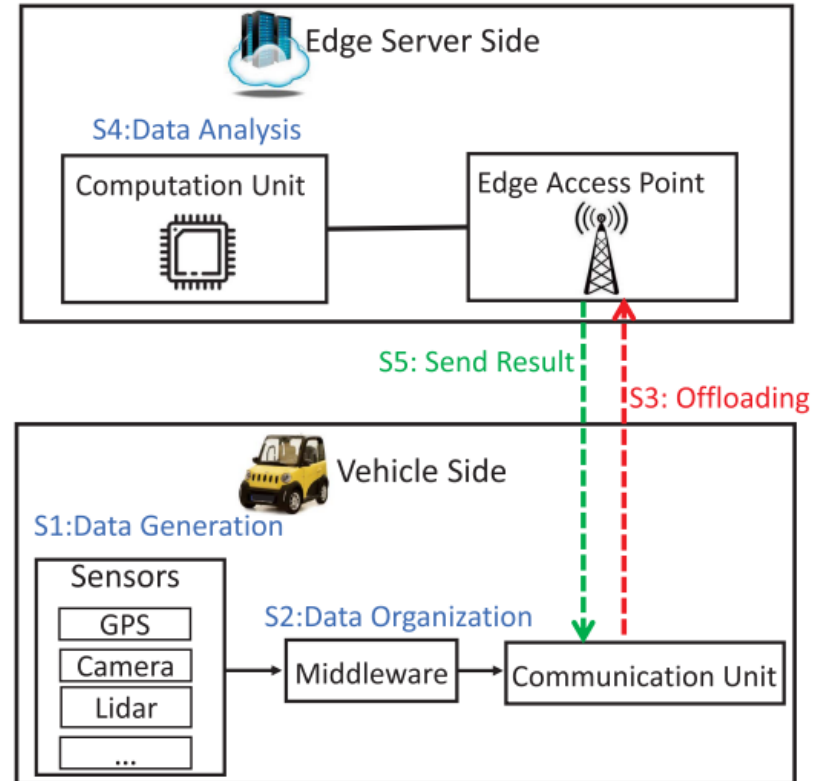 Edge Server Side
S4:Data Analysis
Computation Unit
Edge Access Point
S5: Send Result
S3: Offloading
Vehicle Side
S1:Data Generation
Sensors
GPS
Camera
Lidar
...
S2:Data Organization
Middleware
Communication Unit